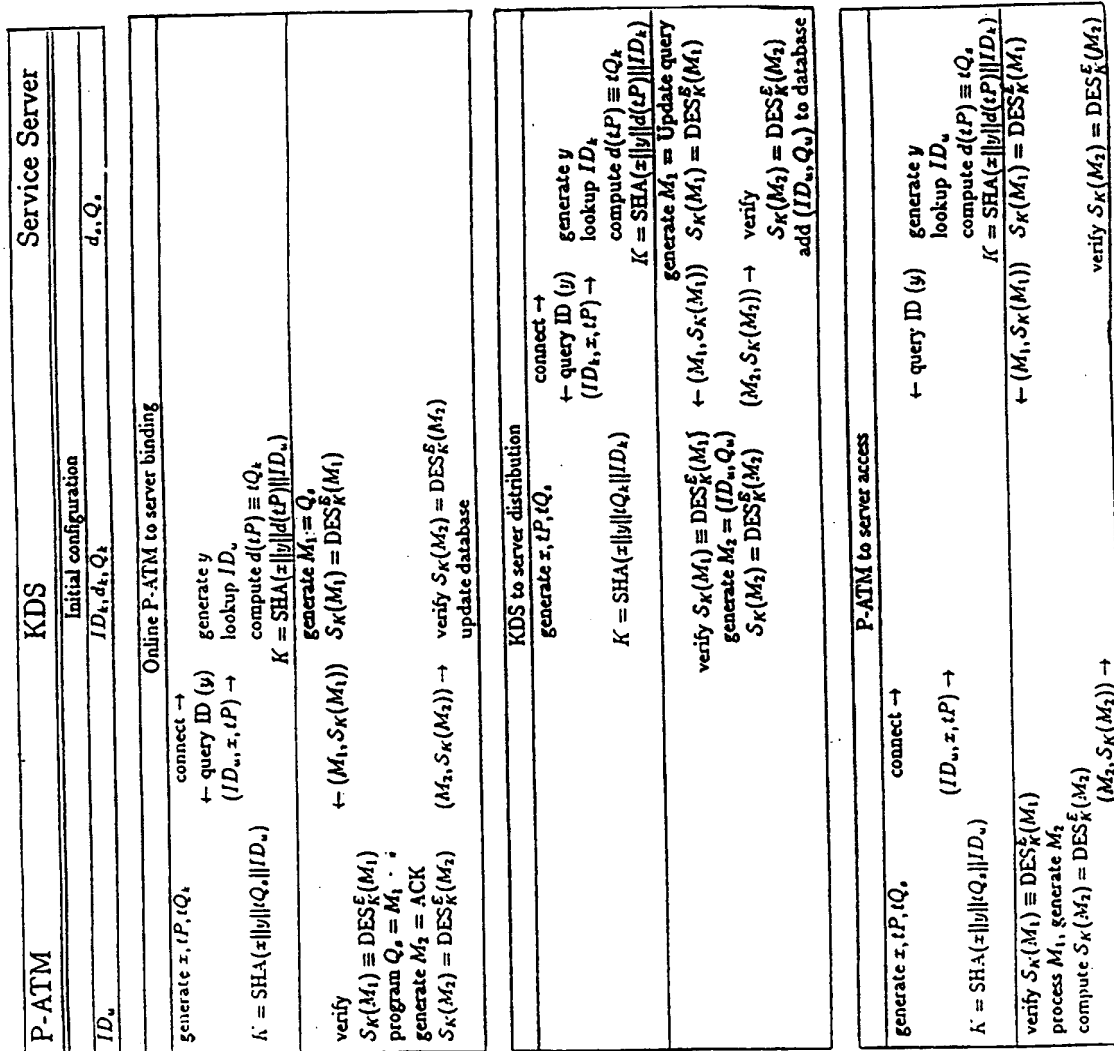 P-ATM KDS Service Server
Initial configuration
ID_u ID_k, d_k, Q_k d_s, Q_s
Online P-ATM to server binding
generate x, tP, tQ_k connect →
← query ID (y) generate y
(ID_u, x, tP) → lookup ID_u
compute d(tP) ≡ tQ_k
K = SHA(x||y||tQ_s||ID_u) K = SHA(x||y||d(tP)||ID_u)
generate M_1 = Q_s
← (M_1, S_K(M_1)) S_K(M_1) = DES^E_K(M_1)
verify
S_K(M_1) ≡ DES^E_K(M_1)
program Q_s = M_1
generate M_2 = ACK
S_K(M_2) = DES^E_K(M_2) (M_2, S_K(M_2)) → verify S_K(M_2) = DES^E_K(M_2)
update database
KDS to server distribution
generate x, tP, tQ_s connect →
← query ID (y) generate y
(ID_k, x, tP) → lookup ID_k
compute d(tP) ≡ tQ_s
K = SHA(x||y||tQ_k||ID_k) K = SHA(x||y||d(tP)||ID_k)
generate M_1 = Update query
verify S_K(M_1) ≡ DES^E_K(M_1) ← (M_1, S_K(M_1)) S_K(M_1) = DES^E_K(M_1)
generate M_2 = (ID_u, Q_u)
S_K(M_2) = DES^E_K(M_2) (M_2, S_K(M_2)) → verify
S_K(M_2) = DES^E_K(M_2)
add (ID_u, Q_u) to database
P-ATM to server access
generate x, tP, tQ_s connect →
← query ID (y) generate y
(ID_u, x, tP) → lookup ID_u
compute d(tP) ≡ tQ_s
K = SHA(x||y||tQ_s||ID_u) K = SHA(x||y||d(tP)||ID_k)
← (M_1, S_K(M_1)) S_K(M_1) = DES^E_K(M_1)
verify S_K(M_1) ≡ DES^E_K(M_1)
process M_1, generate M_2
compute S_K(M_2) = DES^E_K(M_2)
(M_2, S_K(M_2)) → verify S_K(M_2) = DES^E_K(M_2)